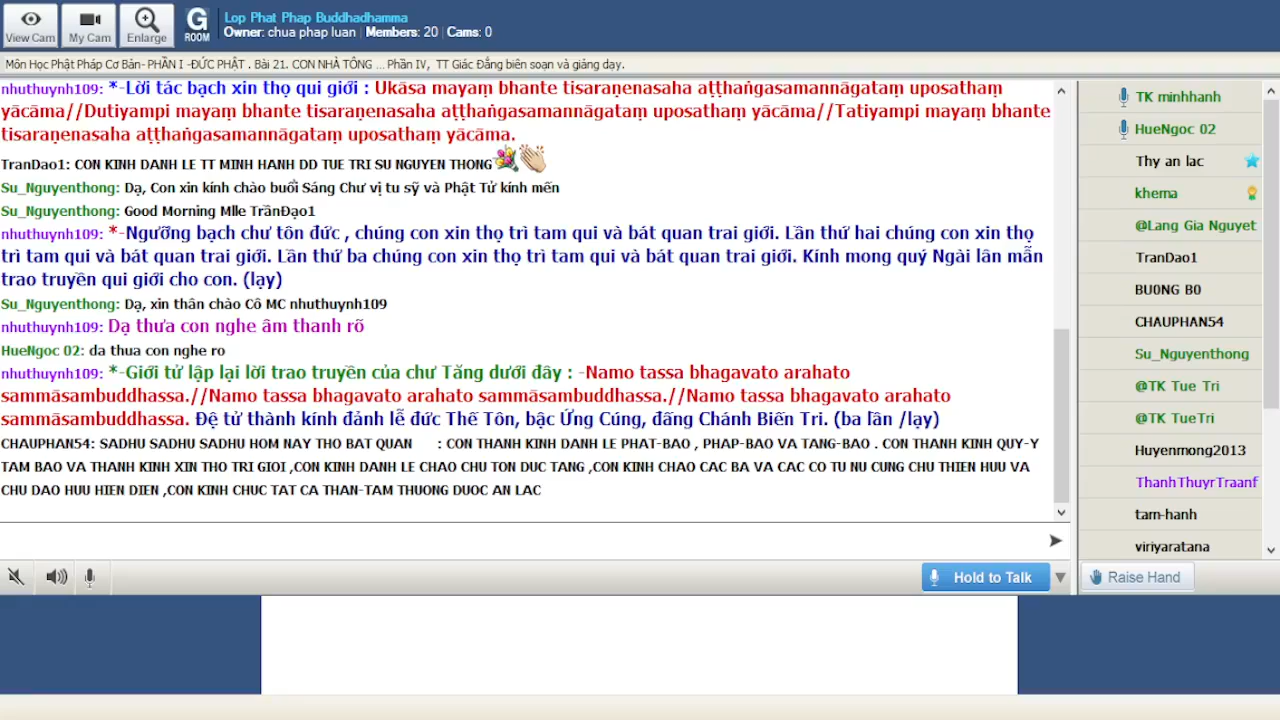 View Cam
My Cam
Enlarge
G
ROOM
Lop Phat Phap Buddhadhamma
Owner: chua phap luan | Members: 20 | Cams: 0
Môn Học Phật Pháp Cơ Bản- PHẦN I -ĐỨC PHẬT . Bài 21. CON NHÀ TÔNG ... Phần IV, TT Giác Đẳng biên soạn và giảng dạy.
nhuthuynh109: *-Lời tác bạch xin thọ qui giới : Ukāsa mayaṃ bhante tisaraṇenasaha aṭṭhaṅgasamannāgataṃ uposathaṃ
yācāma//Dutiyampi mayaṃ bhante tisaraṇenasaha aṭṭhaṅgasamannāgataṃ uposathaṃ yācāma//Tatiyampi mayaṃ bhante
tisaraṇenasaha aṭṭhaṅgasamannāgataṃ uposathaṃ yācāma.
TranDao1: CON KINH DANH LE TT MINH HANH DD TUE TRI SU NGUYEN THONG
Su_Nguyenthong: Dạ, Con xin kính chào buổi Sáng Chư vị tu sỹ và Phật Tử kính mến
Su_Nguyenthong: Good Morning Mlle TrầnĐạo1
nhuthuynh109: *-Ngưỡng bạch chư tôn đức , chúng con xin thọ trì tam qui và bát quan trai giới. Lần thứ hai chúng con xin thọ
trì tam qui và bát quan trai giới. Lần thứ ba chúng con xin thọ trì tam qui và bát quan trai giới. Kính mong quý Ngài lân mẫn
trao truyền qui giới cho con. (lạy)
Su_Nguyenthong: Dạ, xin thân chào Cô MC nhuthuynh109
nhuthuynh109: Dạ thưa con nghe âm thanh rõ
HueNgoc 02: da thua con nghe ro
nhuthuynh109: *-Giới tử lập lại lời trao truyền của chư Tăng dưới đây : -Namo tassa bhagavato arahato
sammāsambuddhassa.//Namo tassa bhagavato arahato sammāsambuddhassa.//Namo tassa bhagavato arahato
sammāsambuddhassa. Đệ tử thành kính đảnh lễ đức Thế Tôn, bậc Ứng Cúng, đấng Chánh Biến Tri. (ba lần /lạy)
CHAUPHAN54: SADHU SADHU SADHU HOM NAY THO BAT QUAN : CON THANH KINH DANH LE PHAT-BAO , PHAP-BAO VA TANG-BAO . CON THANH KINH QUY-Y
TAM BAO VA THANH KINH XIN THO TRI GIOI ,CON KINH DANH LE CHAO CHU TON DUC TANG ,CON KINH CHAO CAC BA VA CAC CO TU NU CUNG CHU THIEN HUU VA
CHU DAO HUU HIEN DIEN ,CON KINH CHUC TAT CA THAN-TAM THUONG DUOC AN LAC
Hold to Talk
TK minhhanh
HueNgoc 02
Thy an lac
khema
@Lang Gia Nguyet
TranDao1
BU0NG B0
CHAUPHAN54
Su_Nguyenthong
@TK Tue Tri
@TK TueTri
Huyenmong2013
ThanhThuyrTraanf
tam-hanh
viriyaratana
Raise Hand